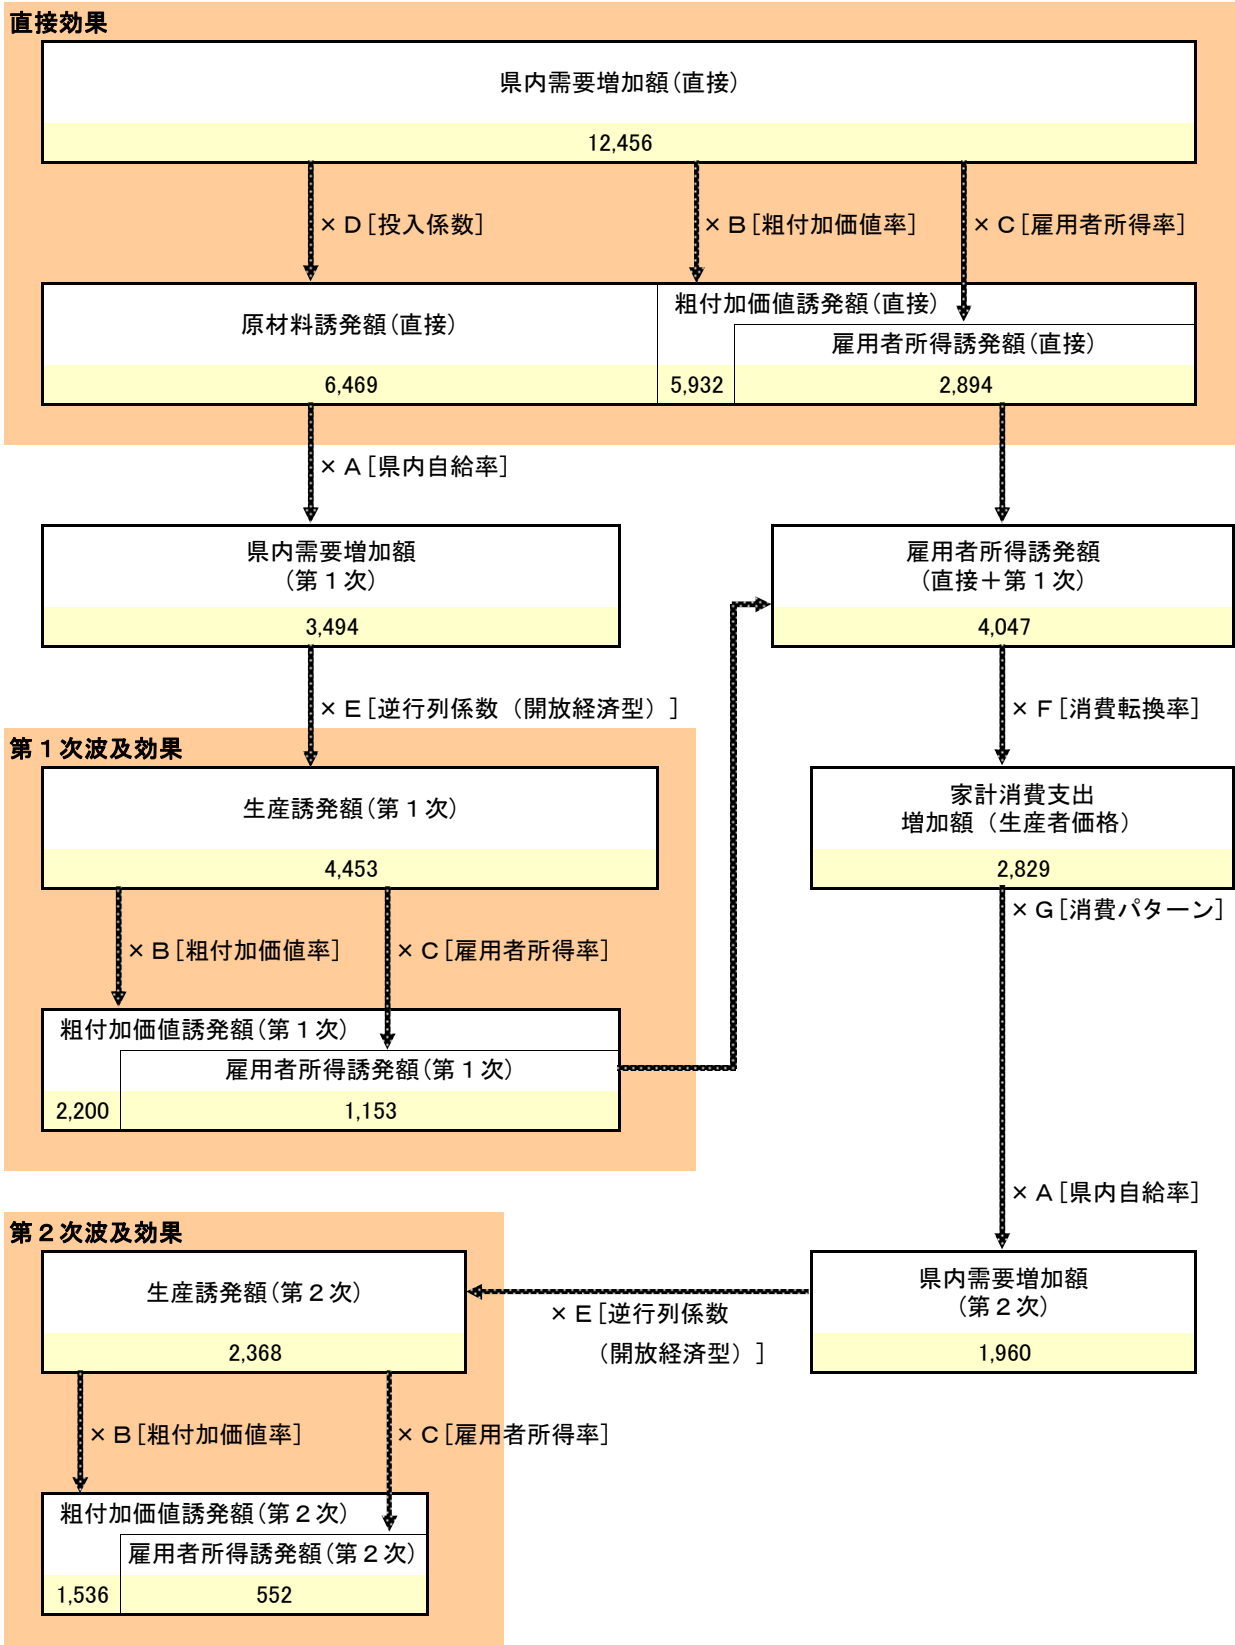 直接効果
県内需要増加額(直接)
12,456
× D[投入係数]
× B[粗付加価値率]
× C[雇用者所得率]
原材料誘発額(直接)
6,469
粗付加価値誘発額(直接)
雇用者所得誘発額(直接)
5,932
2,894
× A[県内自給率]
県内需要増加額
(第1次)
3,494
雇用者所得誘発額
(直接+第1次)
4,047
× E[逆行列係数(開放経済型)]
× F[消費転換率]
第1次波及効果
生産誘発額(第1次)
4,453
家計消費支出
増加額(生産者価格)
2,829
× G[消費パターン]
× B[粗付加価値率]
× C[雇用者所得率]
粗付加価値誘発額(第1次)
雇用者所得誘発額(第1次)
2,200
1,153
× A[県内自給率]
第2次波及効果
生産誘発額(第2次)
2,368
× E[逆行列係数
(開放経済型)]
県内需要増加額
(第2次)
1,960
× B[粗付加価値率]
× C[雇用者所得率]
粗付加価値誘発額(第2次)
雇用者所得誘発額(第2次)
1,536
552